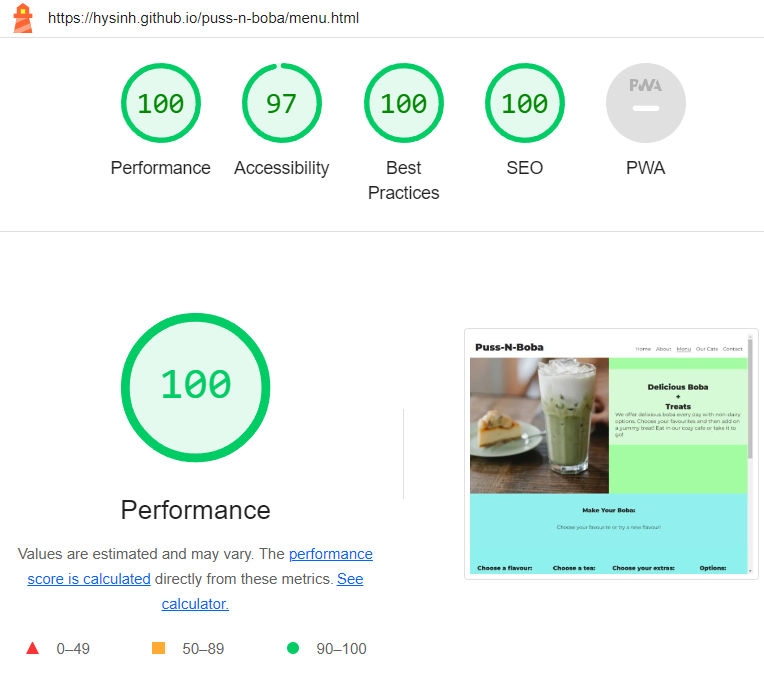 https://hysinh.github.io/puss-n-boba/menu.html
100
97
100
100
PWA
Performance
Accessibility
Best
Practices
SEO
PWA
100
Performance
Values are estimated and may vary. The performance
score is calculated directly from these metrics. See
calculator.
0–49
50–89
90–100
Puss-N-Boba
Home About Menu Our Cats Contact
Delicious Boba
+
Treats
We offer delivious boba every day with non-dairy
options. Choose your favourites and then add on
a yummy treat! Eat in our cozy cafe or take it to
go!
Make Your Boba:
Choose your favourite or try a new flavour!
Choose a flavour: Choose a tea: Choose your extras: Options: